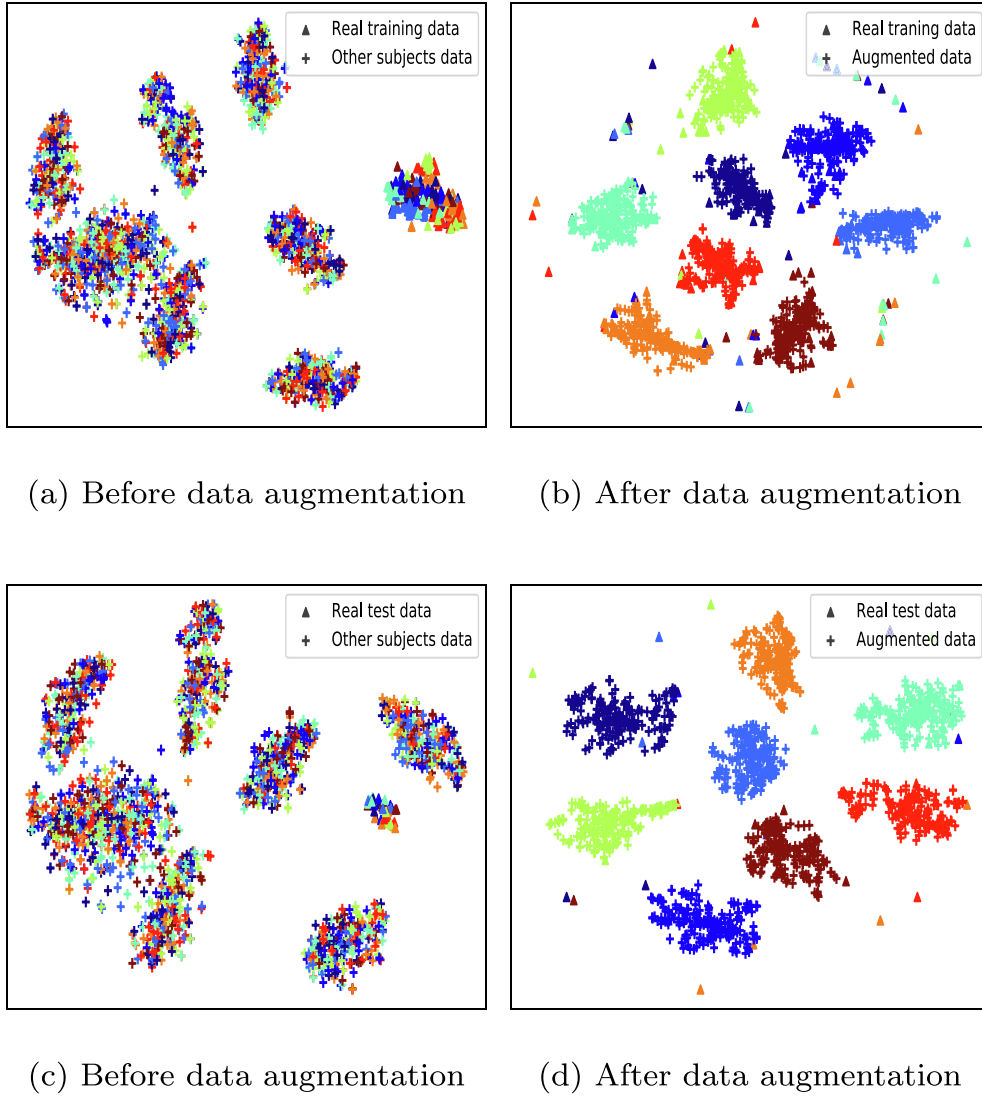 Real training data
Other subjects data
Real traning data
Augmented data
(a) Before data augmentation
(b) After data augmentation
Real test data
Other subjects data
Real test data
Augmented data
(c) Before data augmentation
(d) After data augmentation